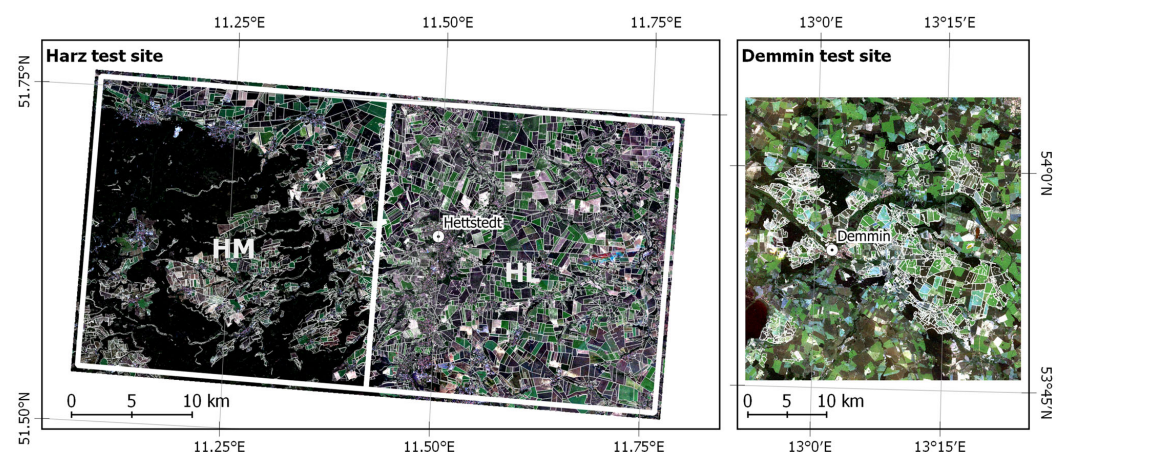 11.25°E 11.50°E 11.75°E 13°0′E 13°15′E
Harz test site
Demmin test site
51.75°N
54°0′N
Hettstedt
Demmin
HM
HL
53°45′N
51.50°N
0 5 10 km
0 5 10 km
11.25°E 11.50°E 11.75°E 13°0′E 13°15′E